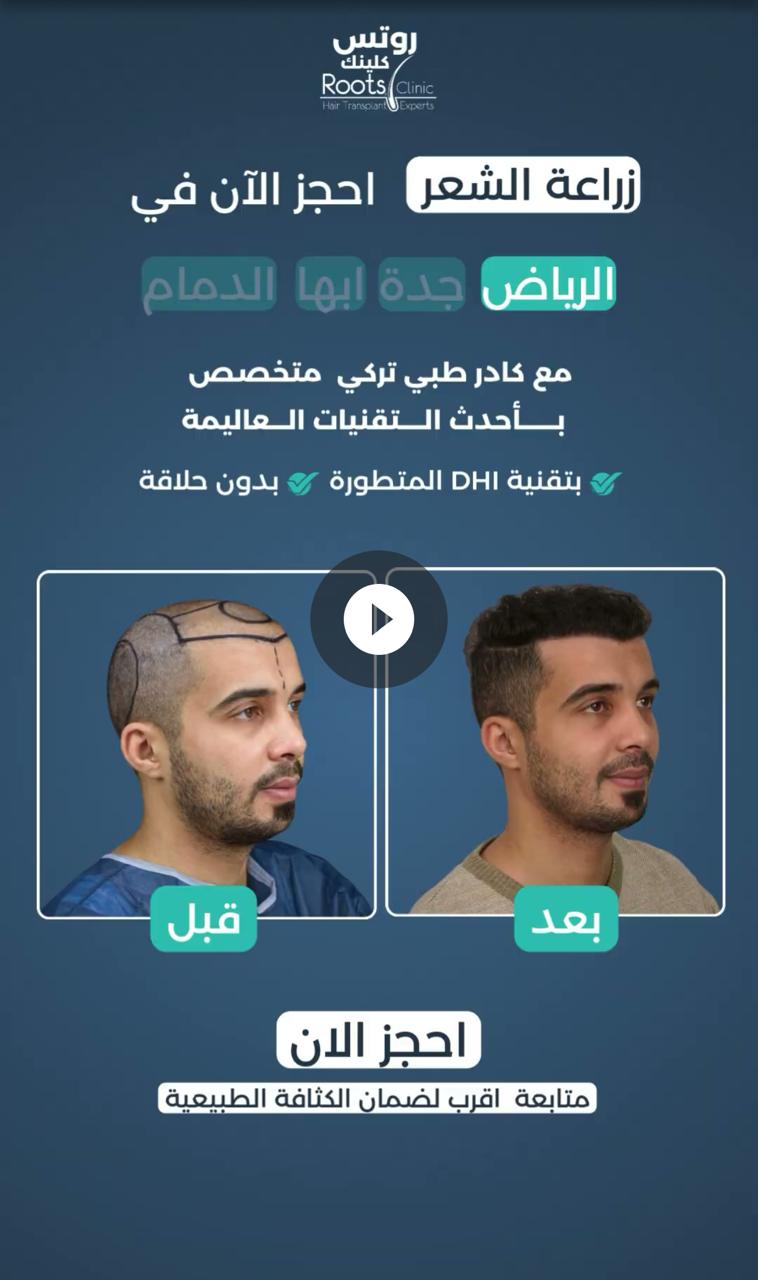 روتس
كلينك
Roots Clinic
Hair Transplant Experts
زراعة الشعر احجز الآن في
الرياض جدة ابها الدمام
مع كادر طبي تركي متخصص
بـــأحدث الـــتقنيات الــعاليمة
بتقنية DHI المتطورة بدون حلاقة
بعد قبل
احجز الان
متابعة اقرب لضمان الكثافة الطبيعية